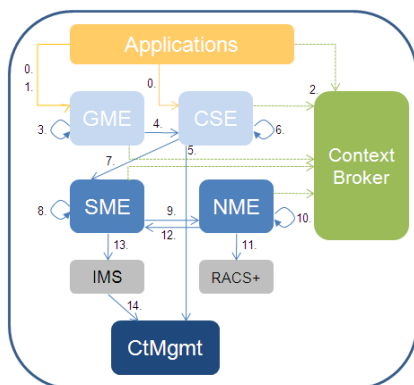 Applications
0.
1.
0.
2.
GME
4.
CSE
3.
6.
5.
7.
Context
Broker
SME
9.
NME
8.
10.
12.
13.
11.
IMS
RACS+
14.
CtMgmt